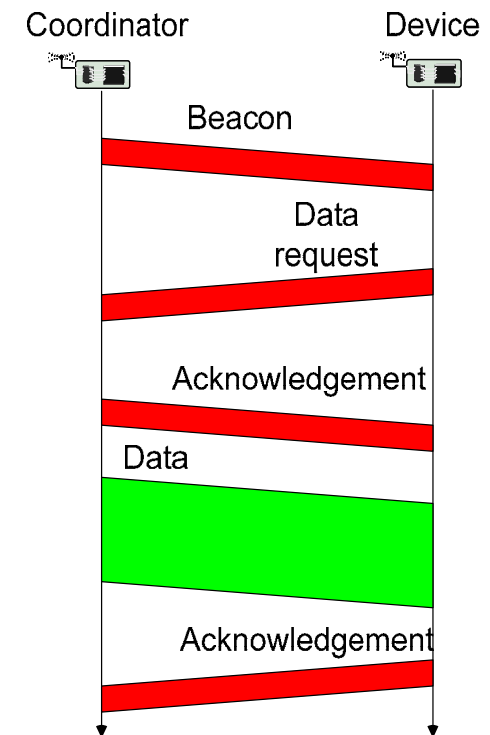 Coordinator
Device
Beacon
Data
request
Acknowledgement
Data
Acknowledgement